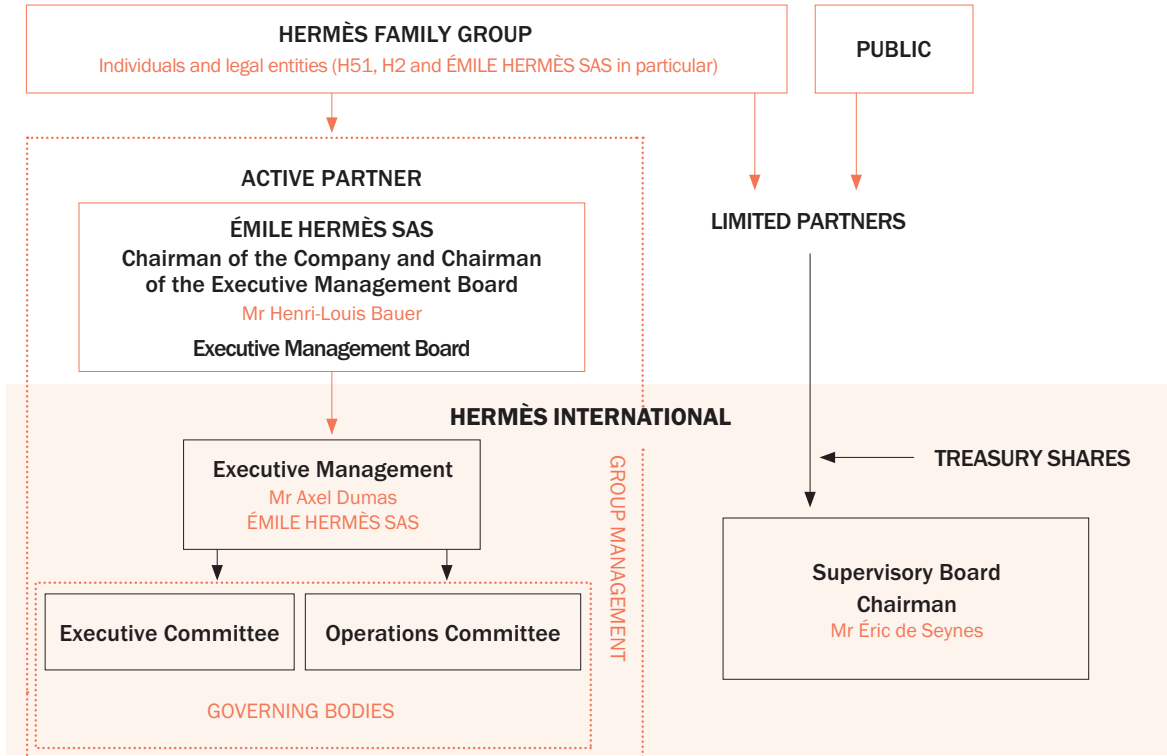 HERMÈS FAMILY GROUP
Individuals and legal entities (H51, H2 and ÉMILE HERMÈS SAS in particular)
PUBLIC
ACTIVE PARTNER
ÉMILE HERMÈS SAS
Chairman of the Company and Chairman
of the Executive Management Board
Mr Henri-Louis Bauer
Executive Management Board
LIMITED PARTNERS
HERMÈS INTERNATIONAL
Executive Management
Mr Axel Dumas
ÉMILE HERMÈS SAS
GROUP MANAGEMENT
TREASURY SHARES
Executive Committee
Operations Committee
GOVERNING BODIES
Supervisory Board
Chairman
Mr Éric de Seynes